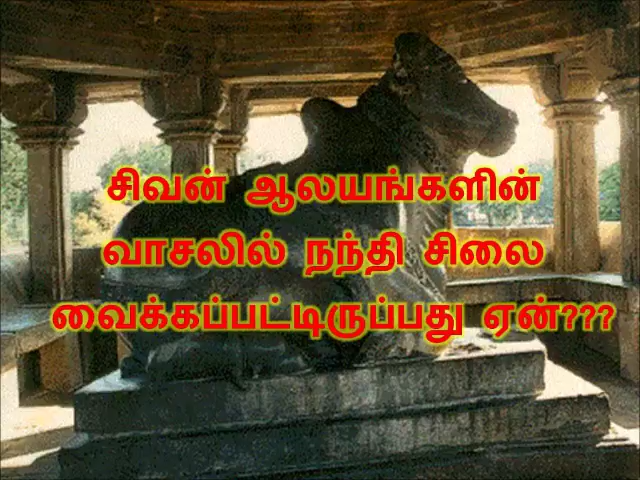 சிவன் ஆலயங்களின்
வாசலில் நந்தி சிலை
வைக்கப்பட்டிருப்பது ஏன்???